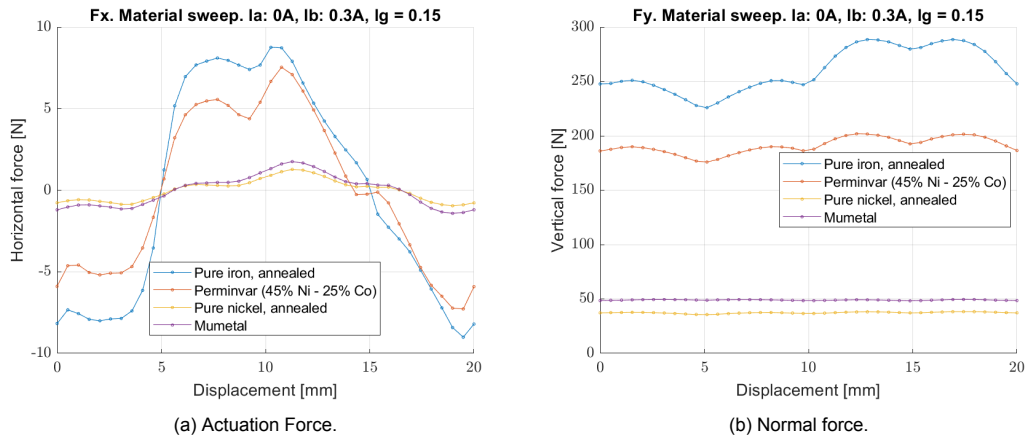 Fx. Material sweep. Ia: 0A, Ib: 0.3A, lg = 0.15
10
5
0
-5
-10
Horizontal force [N]
Pure iron, annealed
Perminvar (45% Ni - 25% Co)
Pure nickel, annealed
Mumetal
0
5
10
15
20
Displacement [mm]
(a) Actuation Force.
Fy. Material sweep. Ia: 0A, Ib: 0.3A, lg = 0.15
300
250
200
150
100
50
0
Vertical force [N]
Pure iron, annealed
Perminvar (45% Ni - 25% Co)
Pure nickel, annealed
Mumetal
0
5
10
15
20
Displacement [mm]
(b) Normal force.